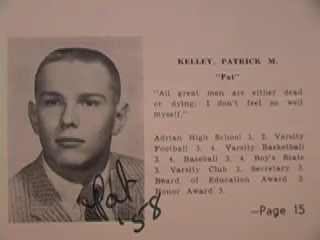 KELLEY, PATRICK M.
"Pat"
"All great men are either dead
or dying; I don't feel so well
myself."
Adrian High School 1, 2. Varsity
Football 3, 4. Varsity Basketball
3, 4. Baseball 3, 4. Boy's State
3. Varsity Club 3. Secretary 3.
Board of Education Award 3.
Honor Award 3.
Pat
'58
—Page 15